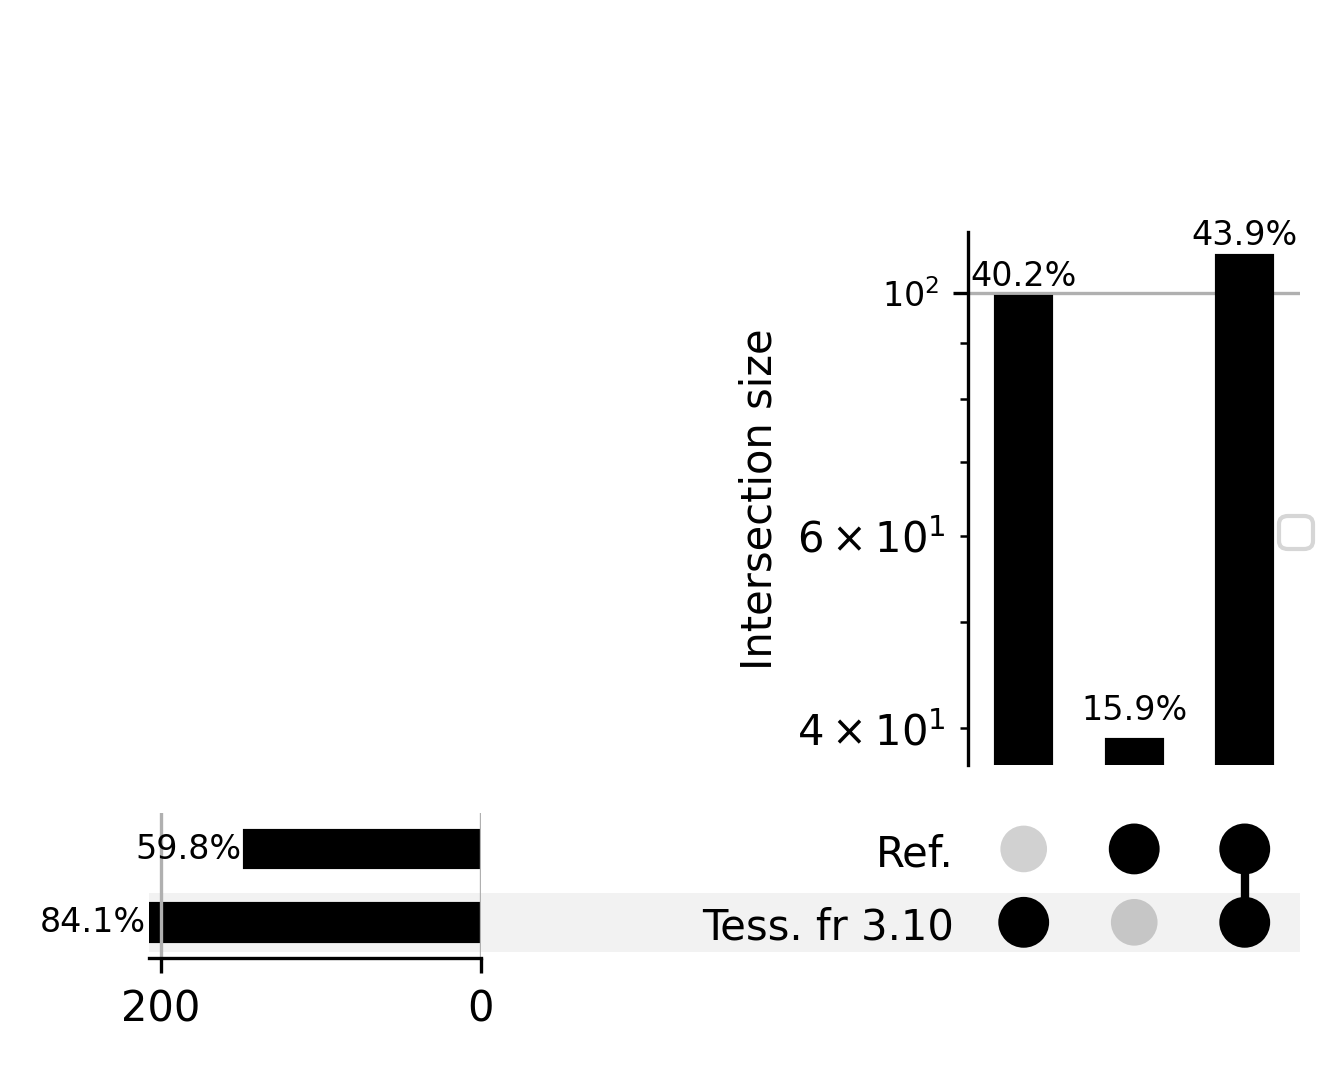 43.9%
40.2%
10²
Intersection size
6 × 10¹
15.9%
4 × 10¹
59.8%
Ref.
84.1%
Tess. fr 3.10
200
0